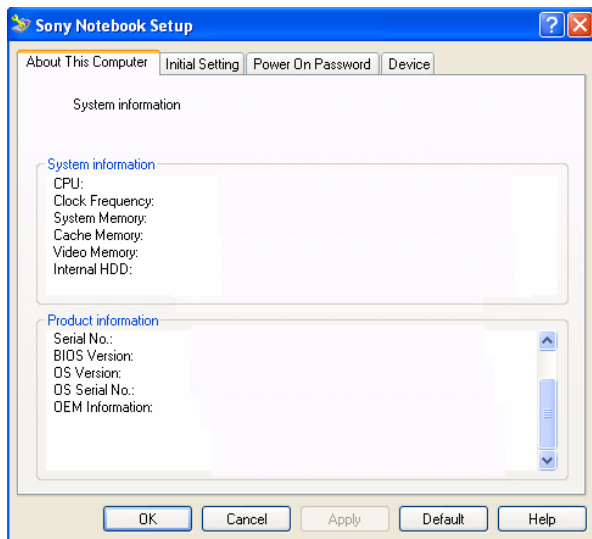 Sony Notebook Setup
About This Computer Initial Setting Power On Password Device
System information
System information
CPU:
Clock Frequency:
System Memory:
Cache Memory:
Video Memory:
Internal HDD:
Product information
Serial No.:
BIOS Version:
OS Version:
OS Serial No.:
OEM Information:
OK Cancel Apply Default Help